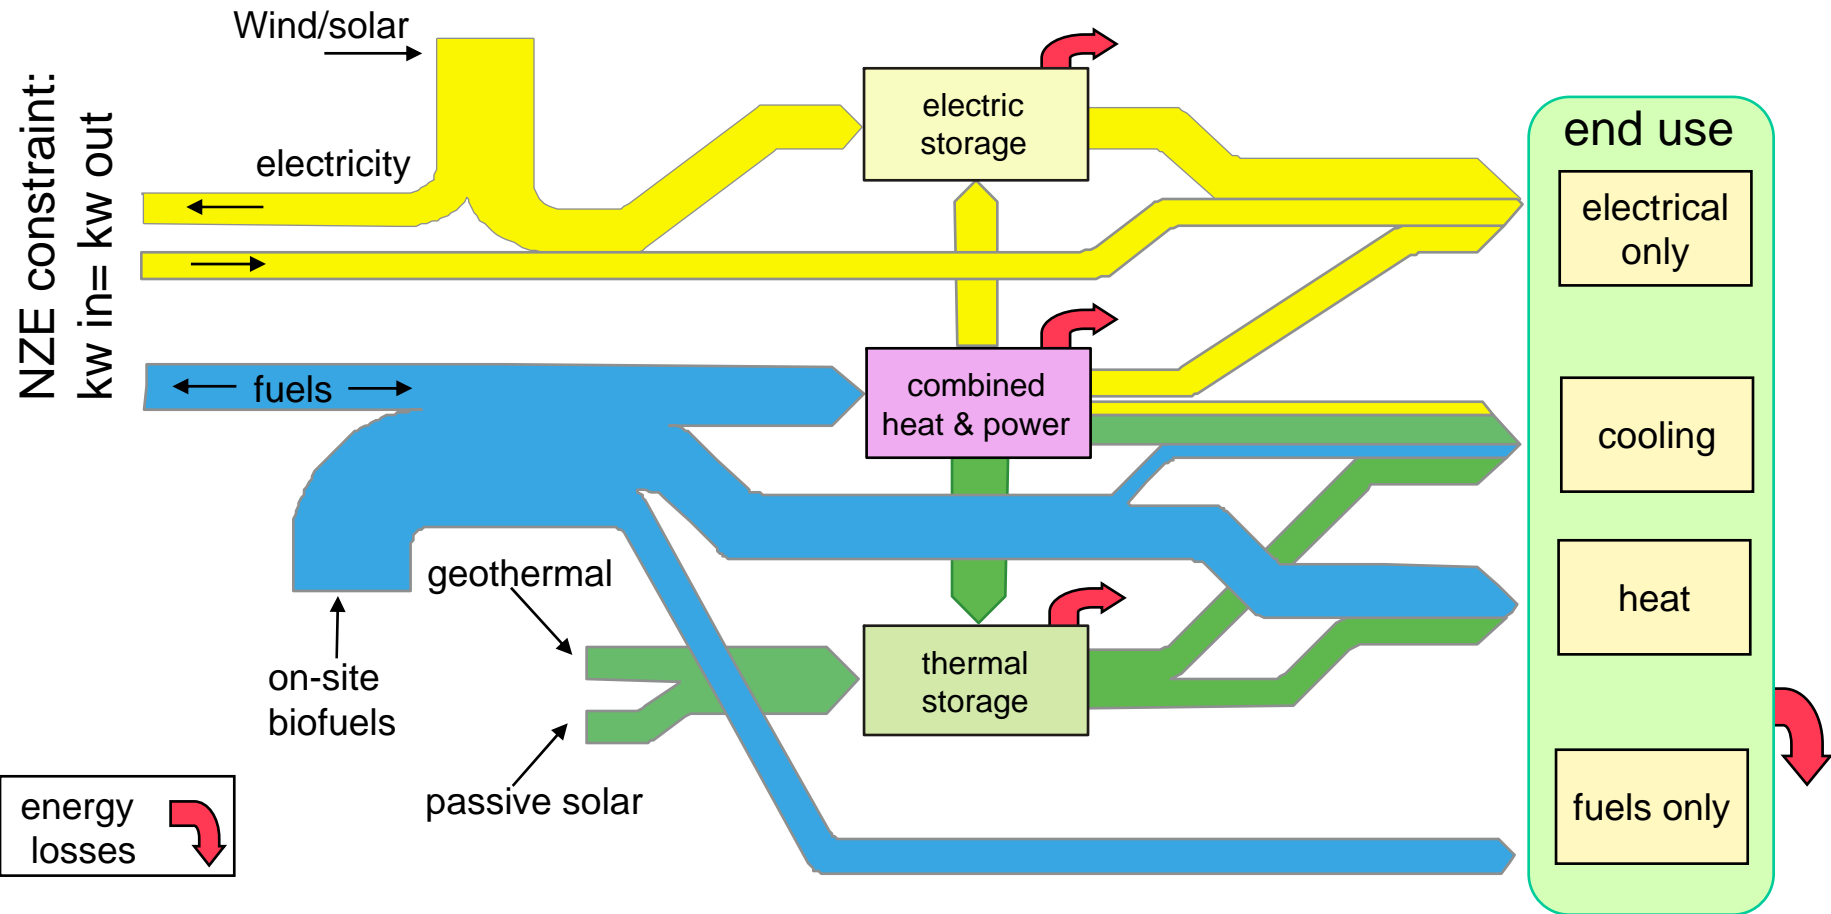 Wind/solar
NZE constraint:
kw in= kw out
electricity
electric
storage
end use
electrical
only
fuels
combined
heat & power
cooling
geothermal
heat
on-site
biofuels
thermal
storage
passive solar
fuels only
energy
losses